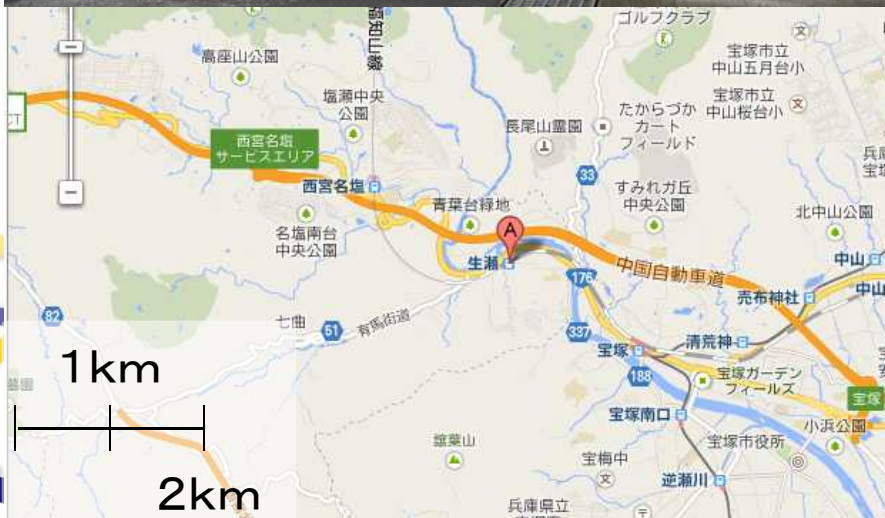 ゴルフクラブ
福知山線
高座山公園
宝塚市立
中山五月台小
塩瀬中央
公園
宝塚市立
中山桜台小
たからづか
カート
フィールド
CT
西宮名塩
サービスエリア
長尾山霊園
西宮名塩
33
すみれガ丘
中央公園
青葉台緑地
北中山公園
名塩南台
中央公園
A
生瀬
中国自動車道
176
中山
売布神社
中山
82
七曲
51
有馬街道
337
清荒神
宝塚
1km
188
宝塚ガーデン
フィールズ
宝塚
宝塚南口
小浜公園
譲葉山
宝塚市役所
宝梅中
逆瀬川
2km
兵庫県立